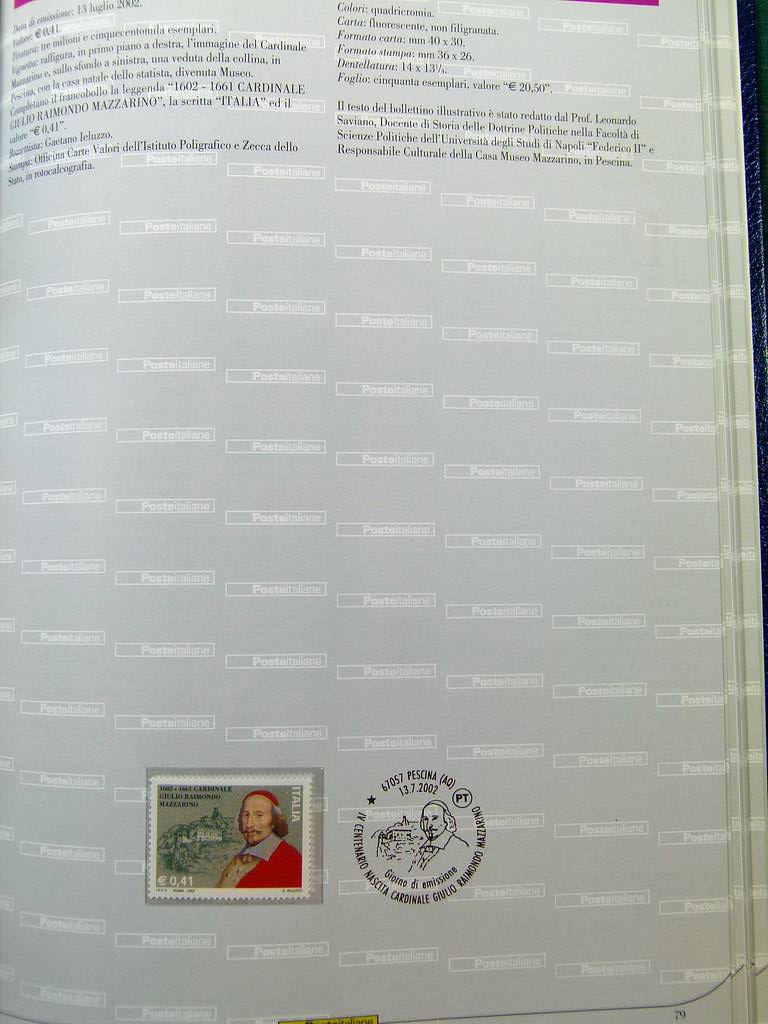 Data di emissione: 13 luglio 2002.
Valore: € 0,41.
Tiratura: tre milioni e cinquecentomila esemplari.
Vignetta: raffigura, in primo piano a destra, l'immagine del Cardinale
Mazzarino e, sullo sfondo a sinistra, una veduta della collina, in
Pescina, con la casa natale dello statista, divenuta Museo.
Completano il francobollo la leggenda "1602 - 1661 CARDINALE
GIULIO RAIMONDO MAZZARINO", la scritta "ITALIA" ed il
valore "€ 0,41".
Bozzettista: Gaetano Ieluzzo.
Stampa: Officina Carte Valori dell'Istituto Poligrafico e Zecca dello
Stato, in rotocalcografia.
Colori: quadricromia.
Carta: fluorescente, non filigranata.
Formato carta: mm 40 x 30,
Formato stampa: mm 36 x 26.
Dentellatura: 14 x 13¼.
Foglio: cinquanta esemplari, valore "€ 20,50".
Il testo del bollettino illustrativo è stato redatto dal Prof. Leonardo
Saviano, Docente di Storia delle Dottrine Politiche nella Facoltà di
Scienze Politiche dell'Università degli Studi di Napoli "Federico II" e
Responsabile Culturale della Casa Museo Mazzarino, in Pescina.
1602 - 1661 CARDINALE
GIULIO RAIMONDO
MAZZARINO
ITALIA
€ 0,41
67057 PESCINA (AQ)
13.7.2002
PT
Giorno di emissione
IV CENTENARIO NASCITA CARDINALE GIULIO RAIMONDO MAZZARINO
Posteitaliane
79